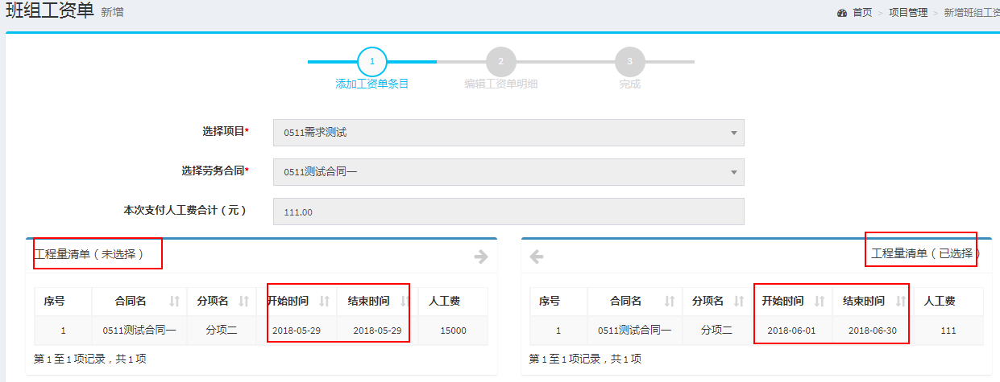 班组工资单 新增
首页 > 项目管理 > 新增班组工资
1 2 3
添加工资单条目 编辑工资单明细 完成
选择项目* 0511需求测试
选择劳务合同* 0511测试合同一
本次支付人工费合计（元） 111.00
工程量清单（未选择）
序号 合同名 分项名 开始时间 结束时间 人工费
1 0511测试合同一 分项二 2018-05-29 2018-05-29 15000
第1至1项记录，共1项
工程量清单（已选择）
序号 合同名 分项名 开始时间 结束时间 人工费
1 0511测试合同一 分项二 2018-06-01 2018-06-30 111
第1至1项记录，共1项